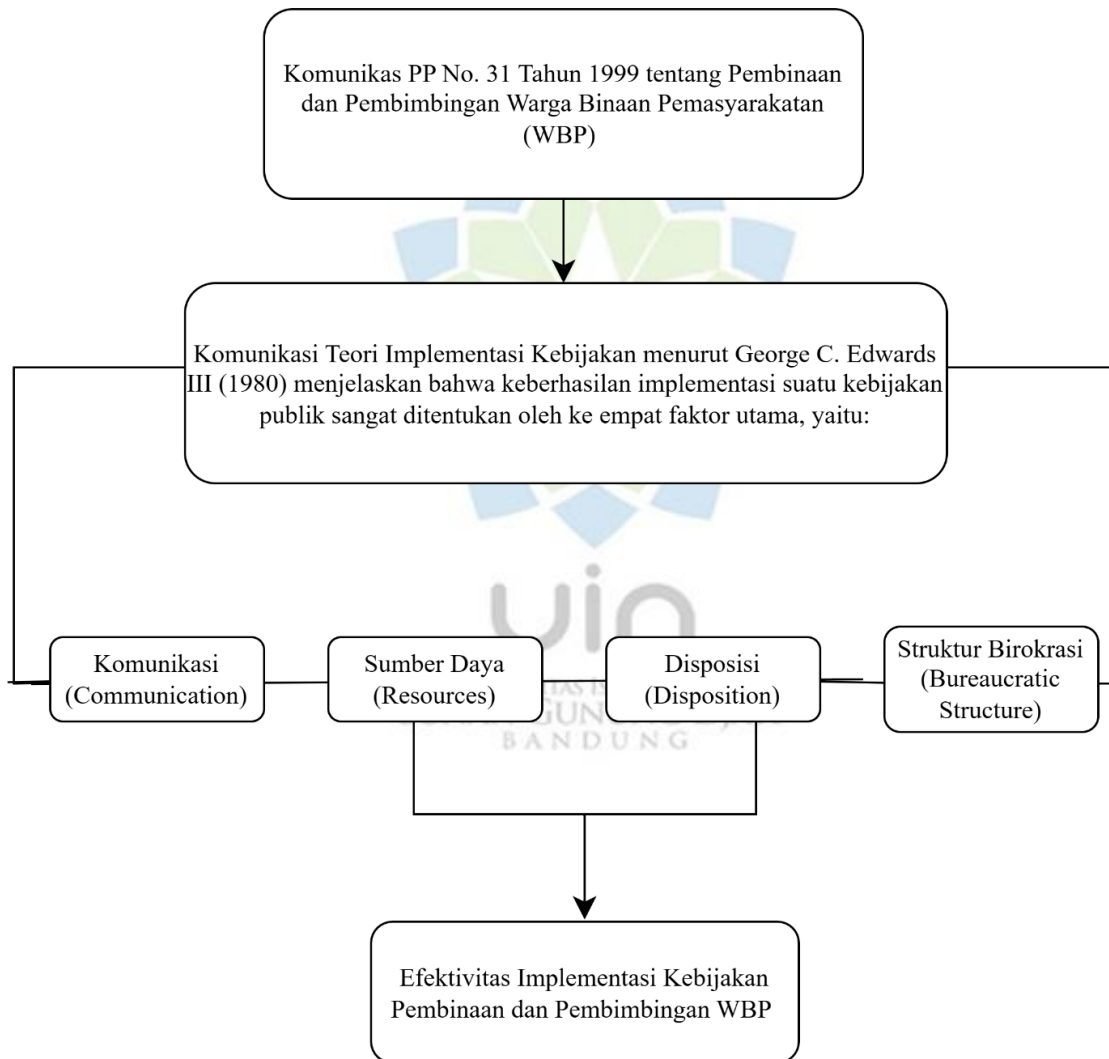 Komunikas PP No. 31 Tahun 1999 tentang Pembinaan
dan Pembimbingan Warga Binaan Pemasyarakatan
(WBP)
Komunikasi Teori Implementasi Kebijakan menurut George C. Edwards
III (1980) menjelaskan bahwa keberhasilan implementasi suatu kebijakan
publik sangat ditentukan oleh ke empat faktor utama, yaitu:
uin
Komunikasi
(Communication)
Sumber Daya
(Resources)
Disposisi
(Disposition)
Struktur Birokrasi
(Bureaucratic
Structure)
BANDUNG
Efektivitas Implementasi Kebijakan
Pembinaan dan Pembimbingan WBP